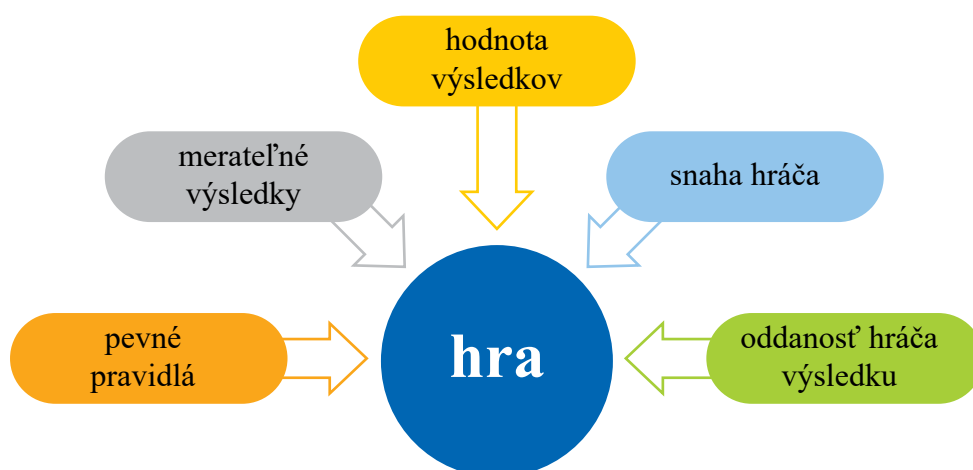 hodnota
výsledkov
merateľné
výsledky
snaha hráča
pevné
pravidlá
hra
oddanosť hráča
výsledku